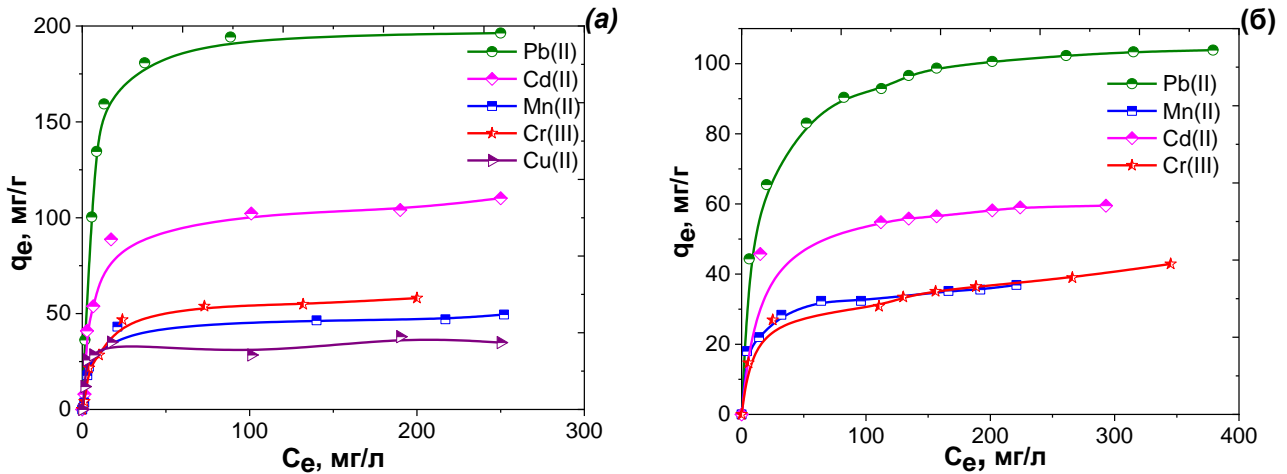 (а)
qe, мг/г
200
150
100
50
0
Pb(II)
Cd(II)
Mn(II)
Cr(III)
Cu(II)
0 100 200 300
Ce, мг/л
(б)
qe, мг/г
100
80
60
40
20
0
Pb(II)
Mn(II)
Cd(II)
Cr(III)
0 100 200 300 400
Ce, мг/л